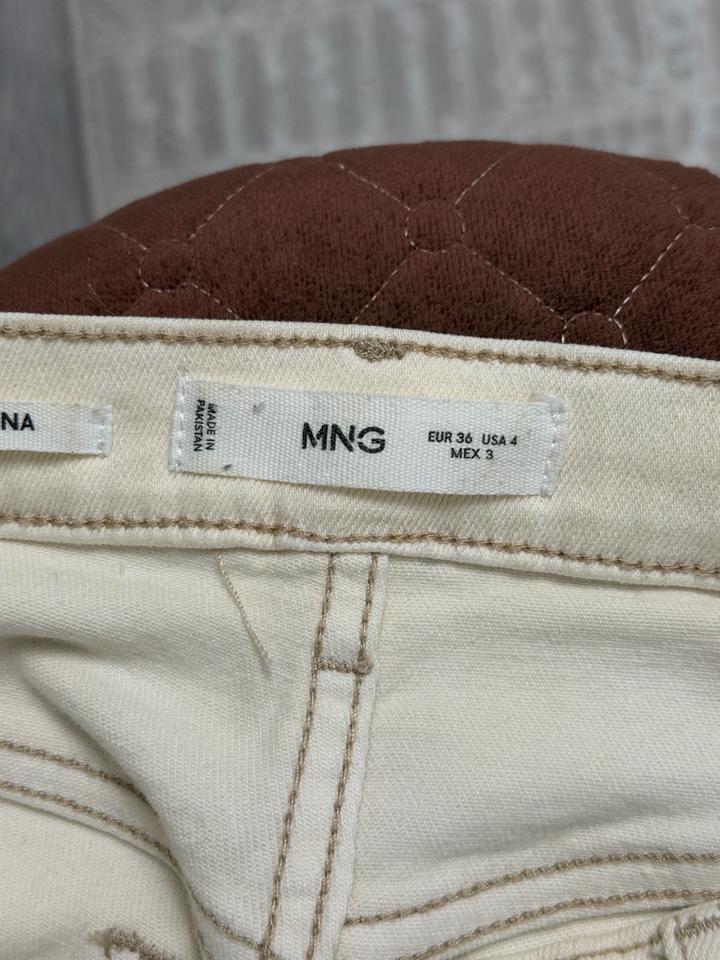 NA
MADE IN
PAKISTAN
MNG
EUR 36 USA 4
MEX 3